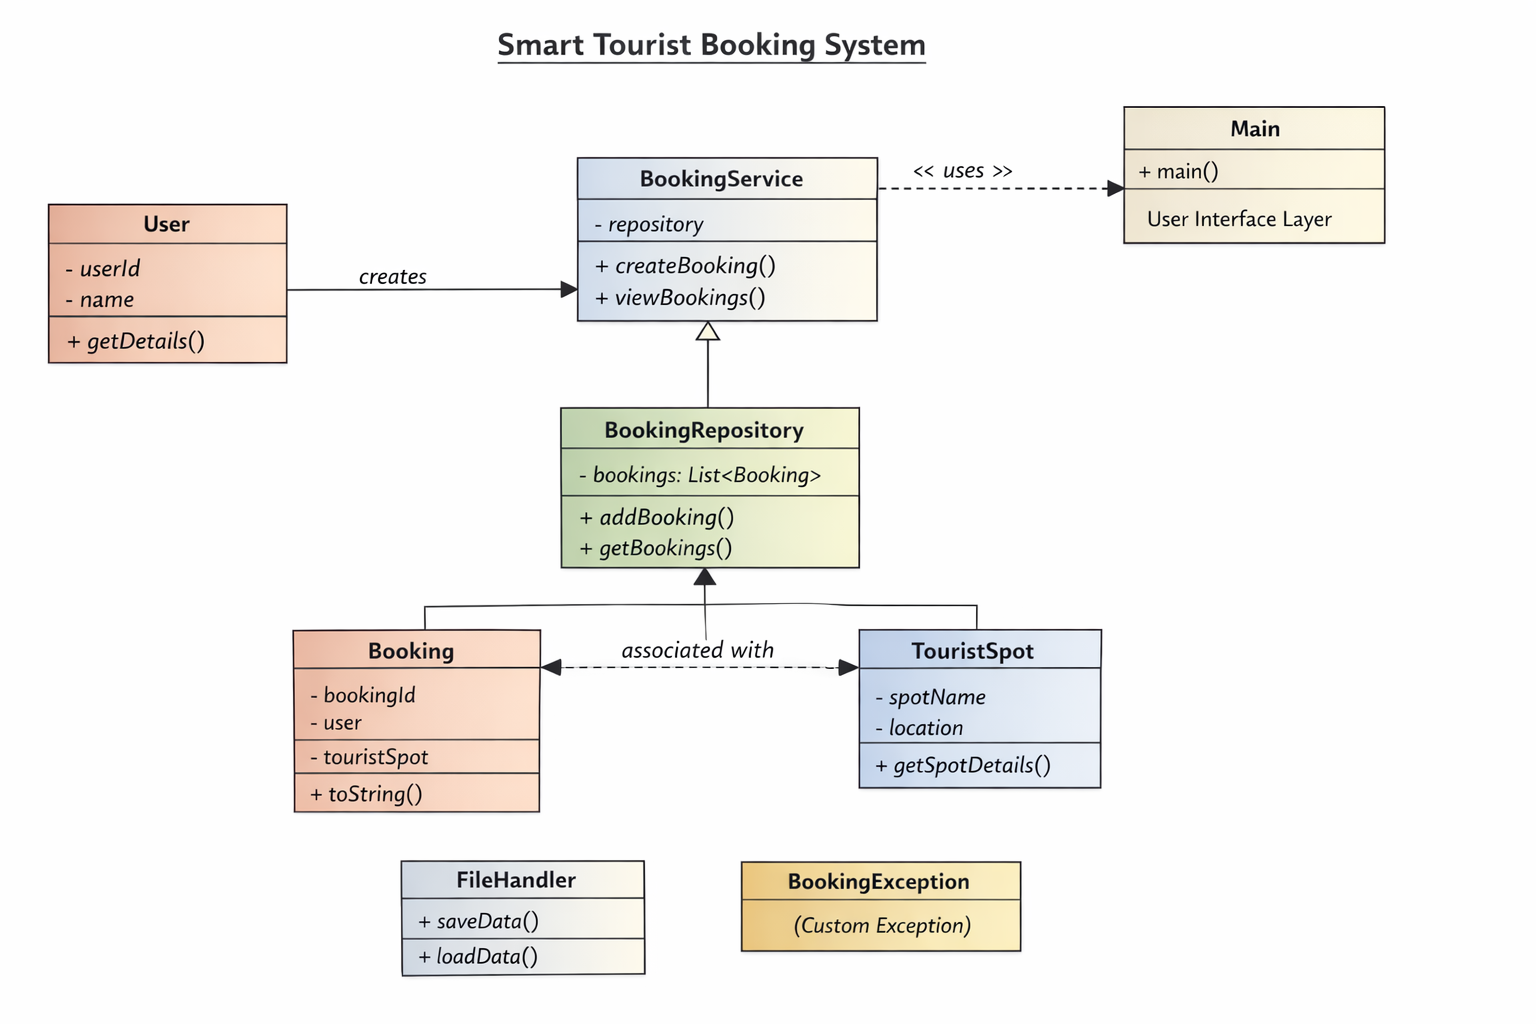 Smart Tourist Booking System
Main
+ main()
User Interface Layer
<< uses >>
BookingService
- repository
+ createBooking()
+ viewBookings()
User
- userId
- name
+ getDetails()
creates
BookingRepository
- bookings: List<Booking>
+ addBooking()
+ getBookings()
associated with
Booking
- bookingId
- user
- touristSpot
+ toString()
TouristSpot
- spotName
- location
+ getSpotDetails()
FileHandler
+ saveData()
+ loadData()
BookingException
(Custom Exception)